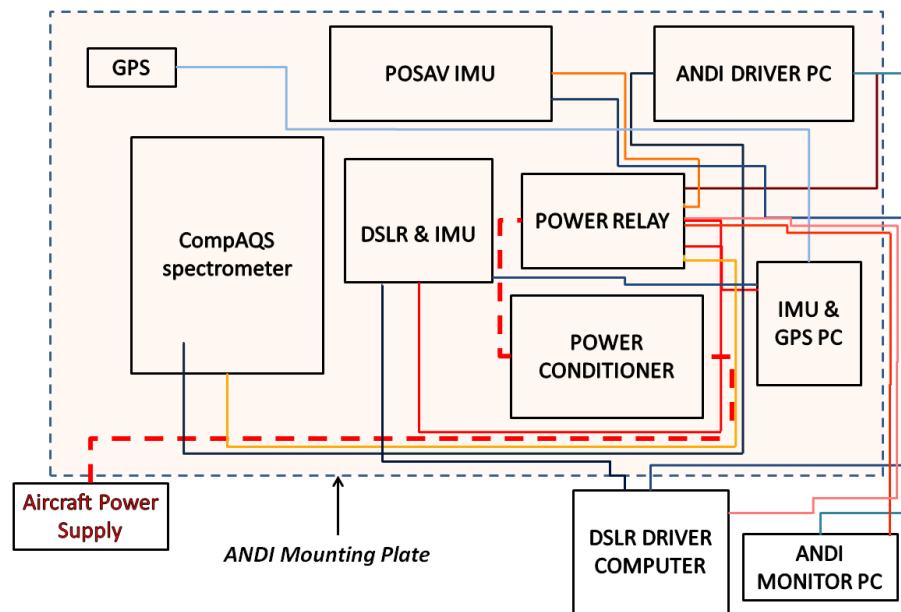 GPS
POSAV IMU
ANDI DRIVER PC
CompAQS
spectrometer
DSLR & IMU
POWER RELAY
POWER
CONDITIONER
IMU &
GPS PC
Aircraft Power
Supply
ANDI Mounting Plate
DSLR DRIVER
COMPUTER
ANDI
MONITOR PC